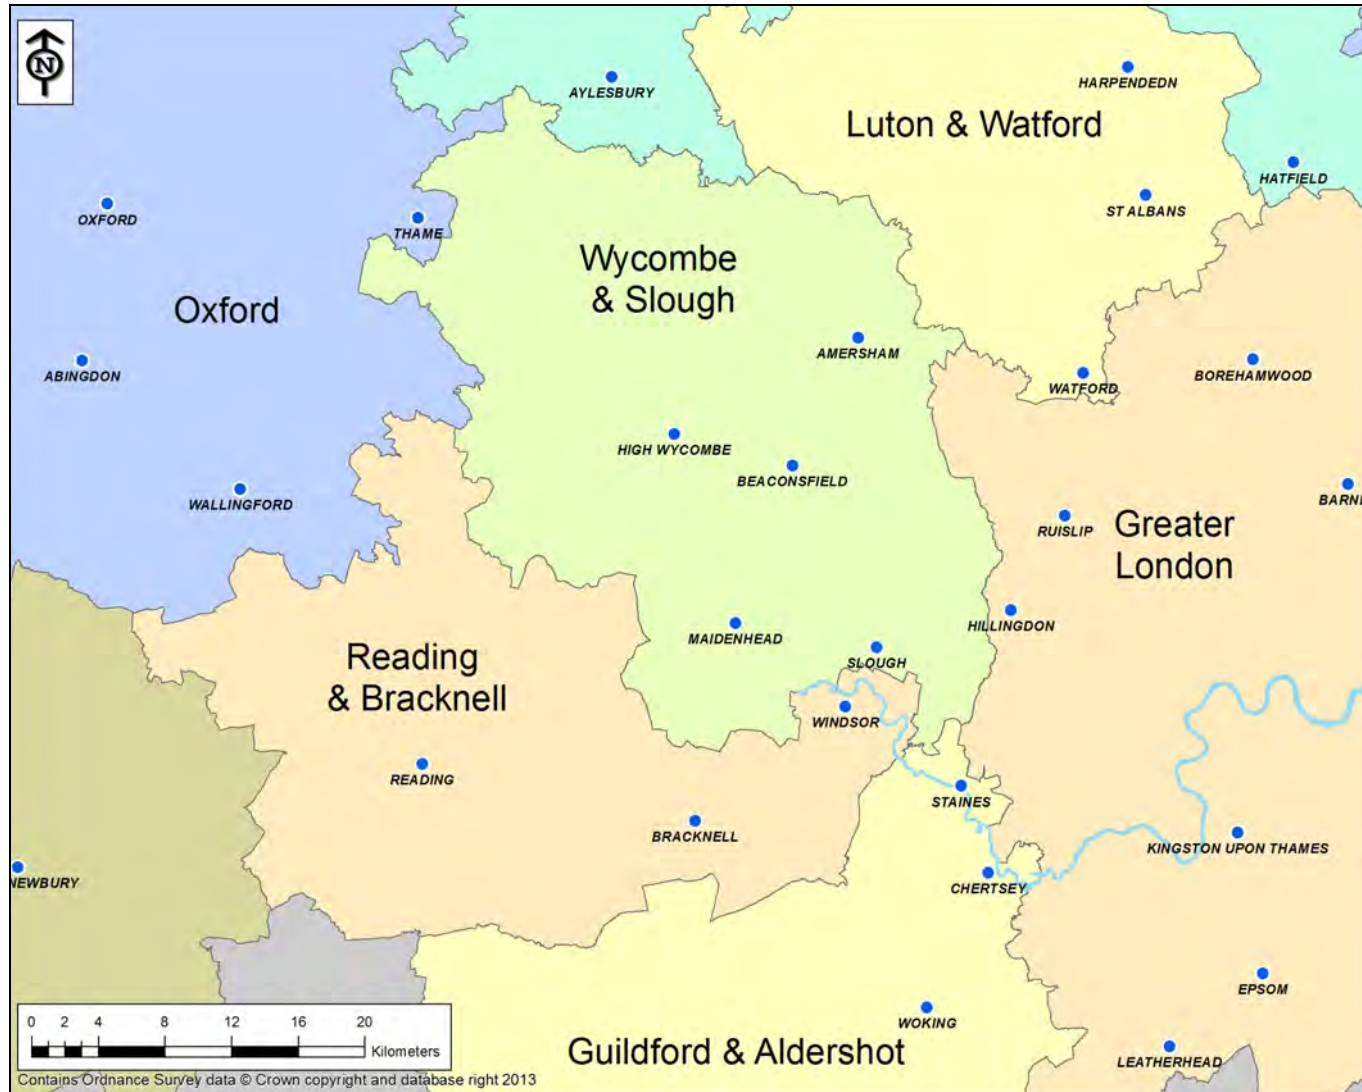 N
AYLESBURY
HARPENDEDN
Luton & Watford
HATFIELD
OXFORD
THAME
ST ALBANS
Wycombe
& Slough
Oxford
AMERSHAM
ABINGDON
WATFORD
BOREHAMWOOD
HIGH WYCOMBE
BEACONSFIELD
WALLINGFORD
BARNE
RUISLIP
Greater
London
HILLINGDON
MAIDENHEAD
SLOUGH
Reading
& Bracknell
WINDSOR
READING
STAINES
BRACKNELL
KINGSTON UPON THAMES
NEWBURY
CHERTSEY
EPSOM
WOKING
Guildford & Aldershot
LEATHERHEAD
0 2 4 8 12 16 20
Kilometers
Contains Ordnance Survey data © Crown copyright and database right 2013